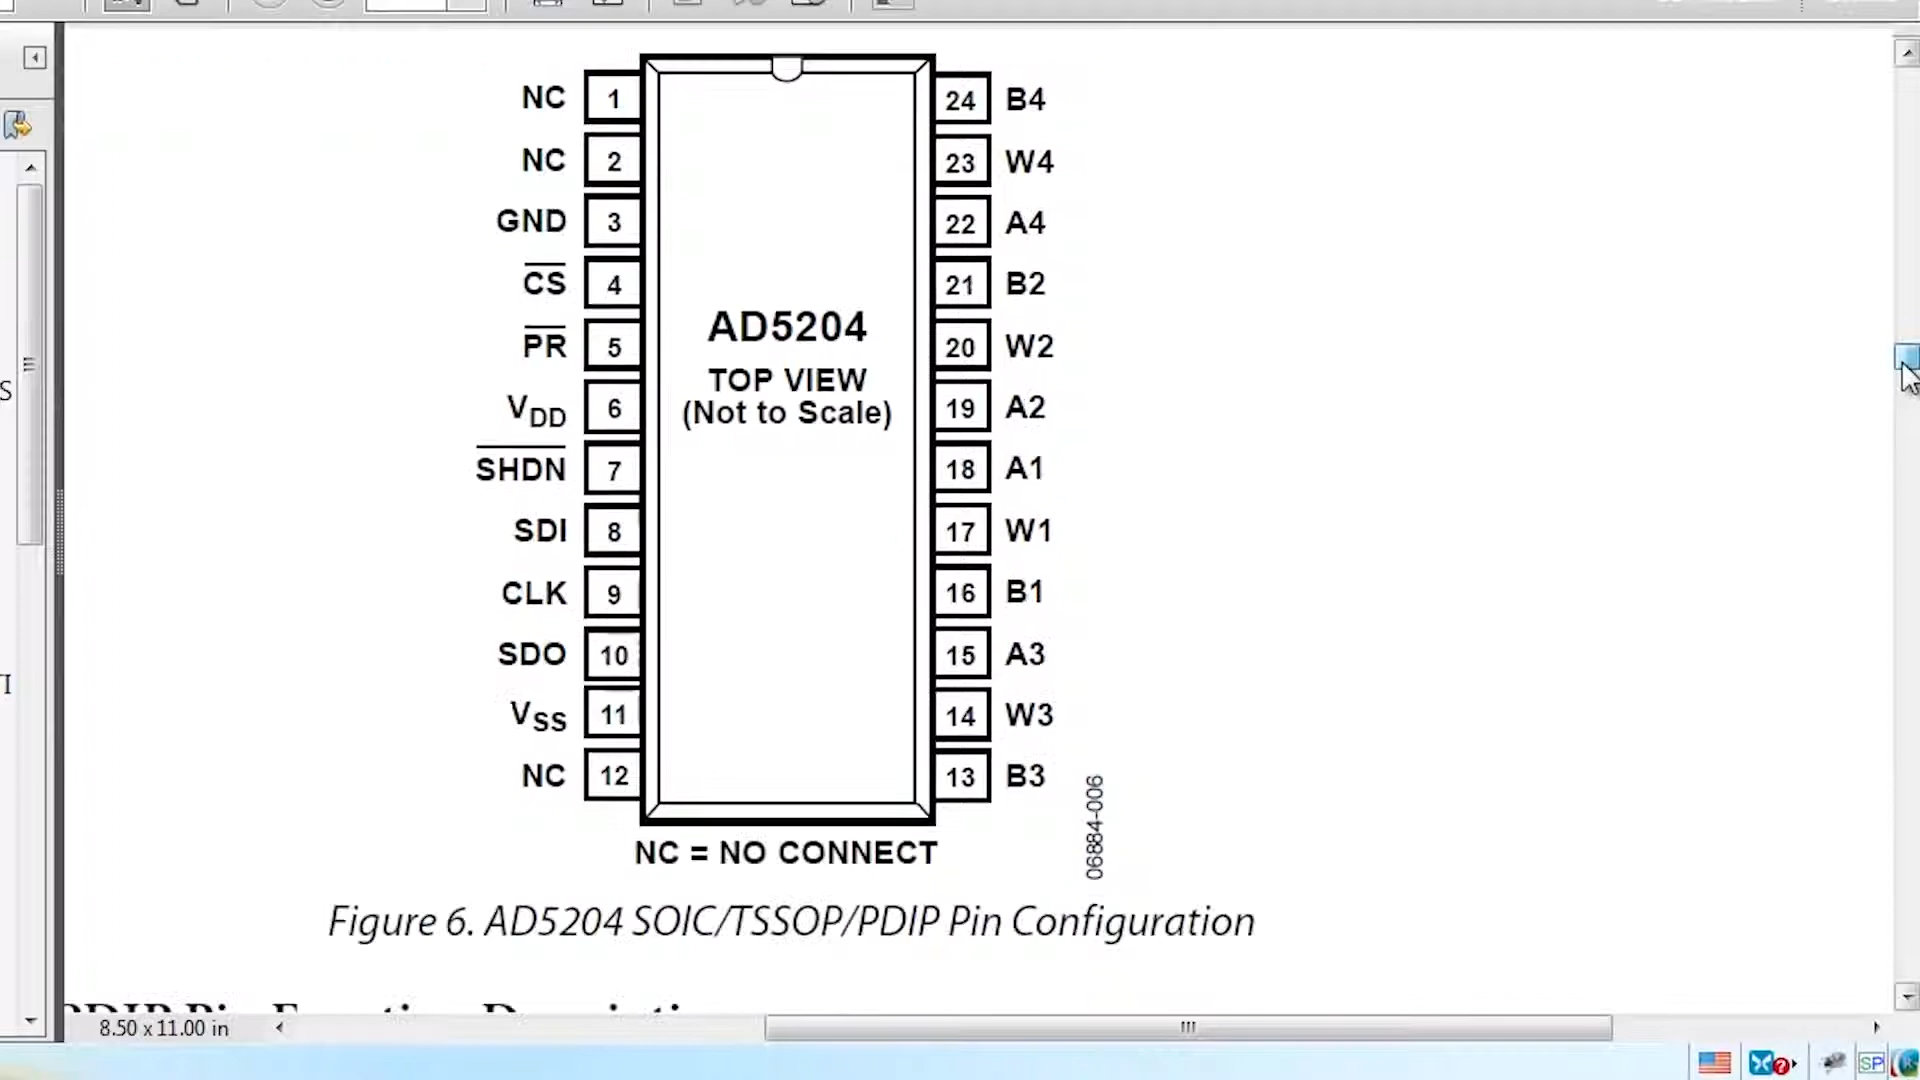 NC 1 24 B4
NC 2 23 W4
GND 3 22 A4
CS 4 21 B2
AD5204
PR 5 20 W2
TOP VIEW
VDD 6 19 A2
(Not to Scale)
SHDN 7 18 A1
SDI 8 17 W1
CLK 9 16 B1
SDO 10 15 A3
VSS 11 14 W3
NC 12 13 B3
06884-006
NC = NO CONNECT
Figure 6. AD5204 SOIC/TSSOP/PDIP Pin Configuration
8.50 x 11.00 in
SP